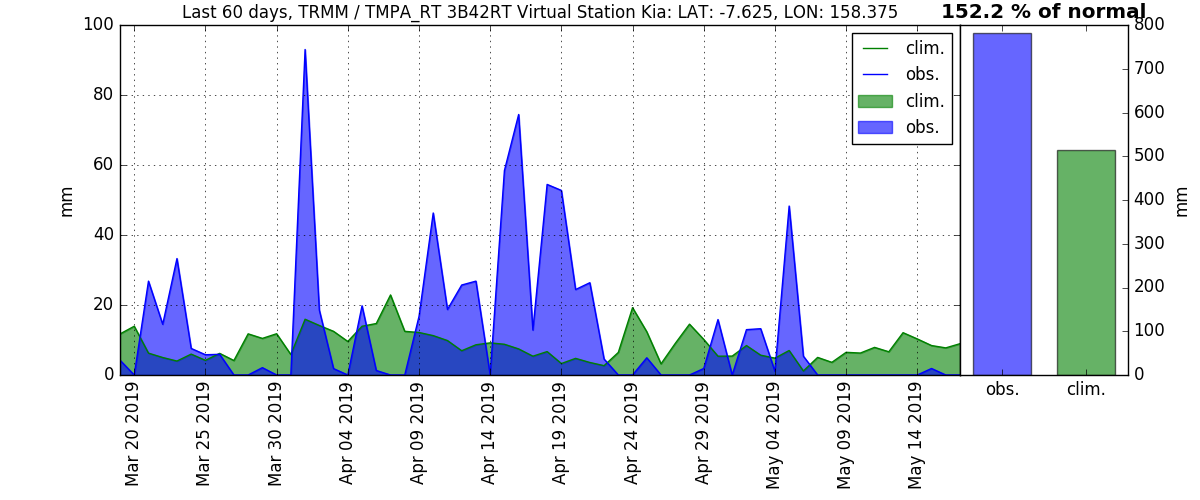 Last 60 days, TRMM / TMPA_RT 3B42RT Virtual Station Kia: LAT: -7.625, LON: 158.375
152.2 % of normal
100
80
60
40
20
0
mm
clim.
obs.
clim.
obs.
800
700
600
500
400
300
200
100
0
mm
Mar 20 2019
Mar 25 2019
Mar 30 2019
Apr 04 2019
Apr 09 2019
Apr 14 2019
Apr 19 2019
Apr 24 2019
Apr 29 2019
May 04 2019
May 09 2019
May 14 2019
obs.
clim.